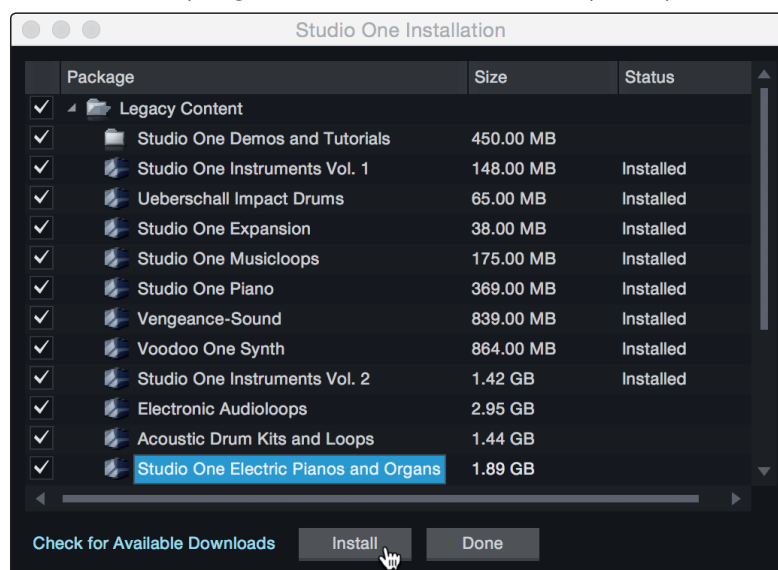 Studio One Installation
Package Size Status
Legacy Content
Studio One Demos and Tutorials 450.00 MB
Studio One Instruments Vol. 1 148.00 MB Installed
Ueberschall Impact Drums 65.00 MB Installed
Studio One Expansion 38.00 MB Installed
Studio One Musicloops 175.00 MB Installed
Studio One Piano 369.00 MB Installed
Vengeance-Sound 839.00 MB Installed
Voodoo One Synth 864.00 MB Installed
Studio One Instruments Vol. 2 1.42 GB Installed
Electronic Audioloops 2.95 GB
Acoustic Drum Kits and Loops 1.44 GB
Studio One Electric Pianos and Organs 1.89 GB
Check for Available Downloads Install Done